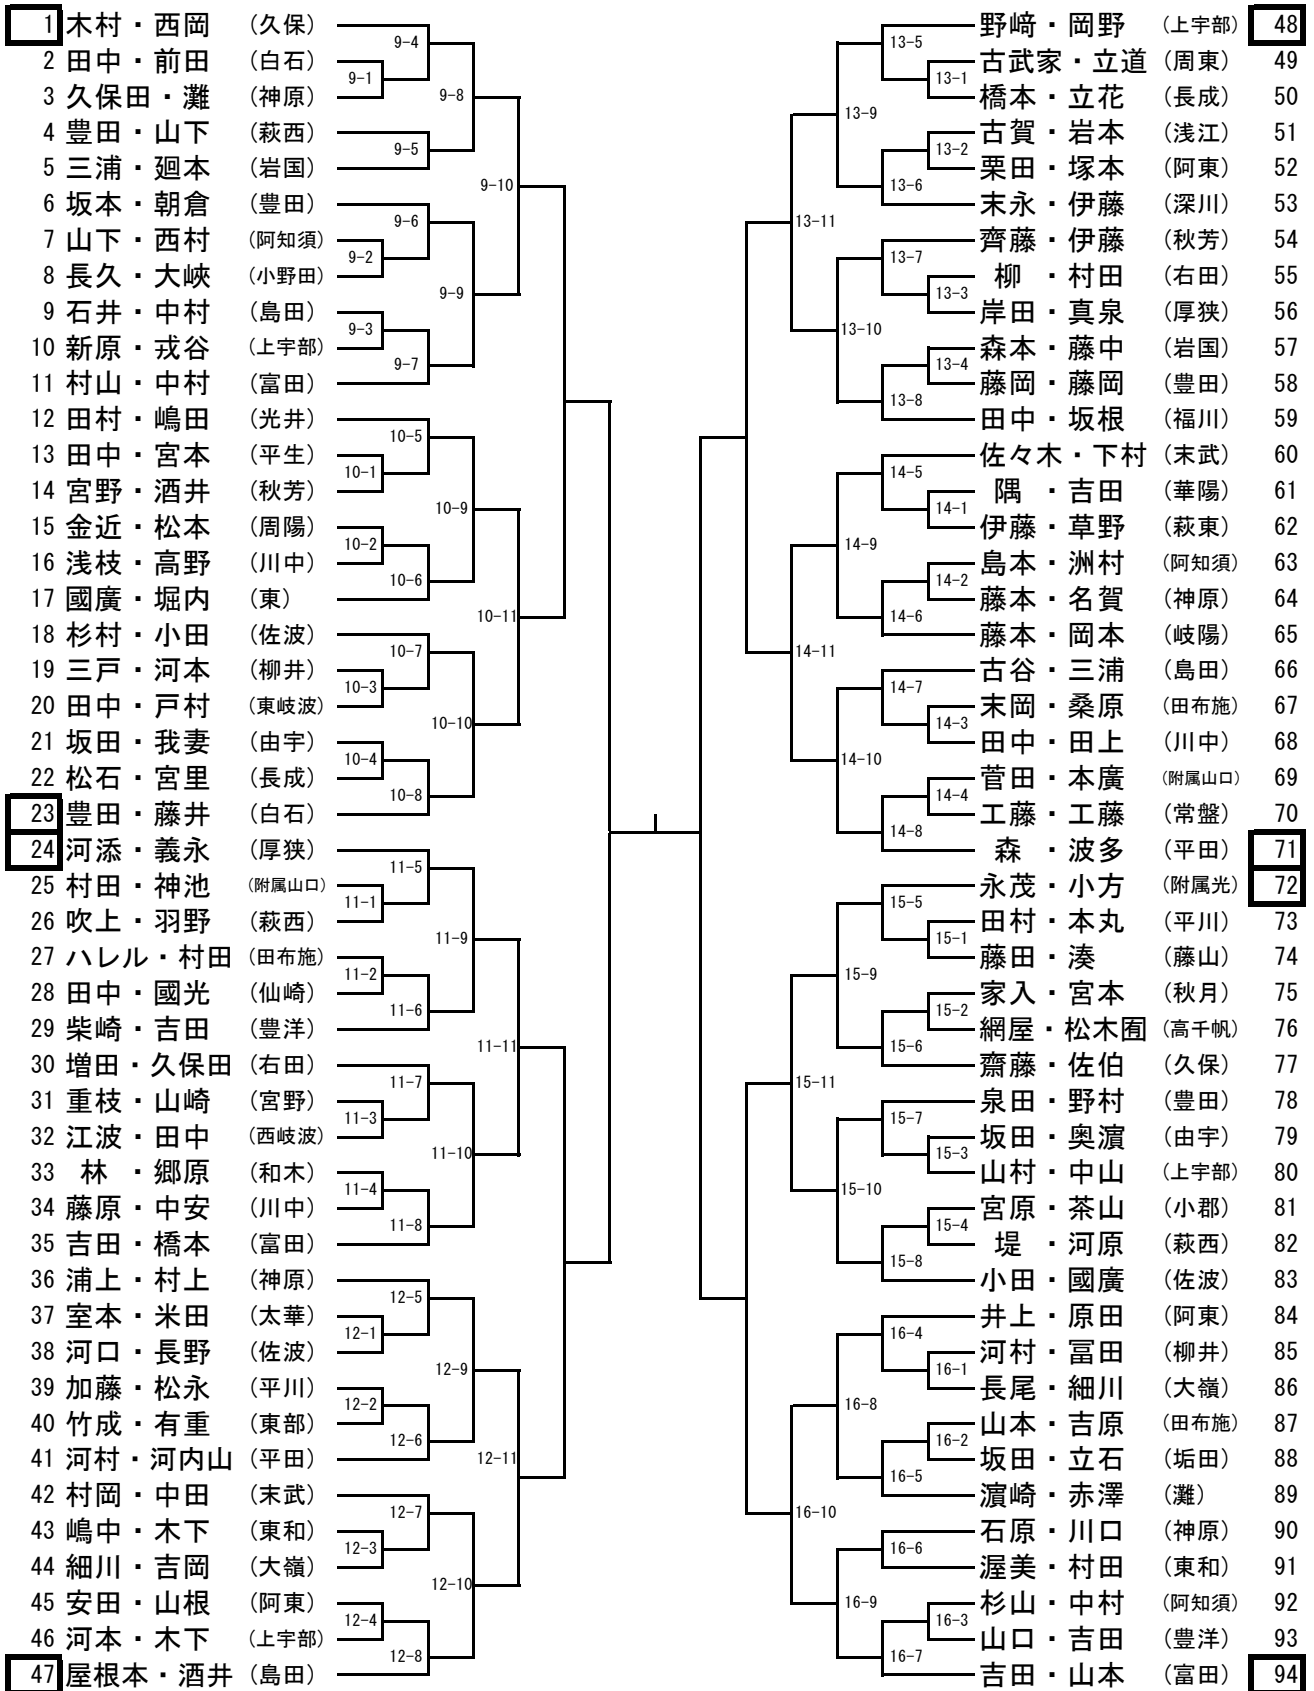 1 木村・西岡 (久保)
2 田中・前田 (白石)
3 久保田・灘 (神原)
4 豊田・山下 (萩西)
5 三浦・廻本 (岩国)
6 坂本・朝倉 (豊田)
7 山下・西村 (阿知須)
8 長久・大峽 (小野田)
9 石井・中村 (島田)
10 新原・戎谷 (上宇部)
11 村山・中村 (富田)
12 田村・嶋田 (光井)
13 田中・宮本 (平生)
14 宮野・酒井 (秋芳)
15 金近・松本 (周陽)
16 浅枝・高野 (川中)
17 國廣・堀内 (東)
18 杉村・小田 (佐波)
19 三戸・河本 (柳井)
20 田中・戸村 (東岐波)
21 坂田・我妻 (由宇)
22 松石・宮里 (長成)
23 豊田・藤井 (白石)
24 河添・義永 (厚狭)
25 村田・神池 (附属山口)
26 吹上・羽野 (萩西)
27 ハレル・村田 (田布施)
28 田中・國光 (仙崎)
29 柴崎・吉田 (豊洋)
30 増田・久保田 (右田)
31 重枝・山崎 (宮野)
32 江波・田中 (西岐波)
33 林 ・郷原 (和木)
34 藤原・中安 (川中)
35 吉田・橋本 (富田)
36 浦上・村上 (神原)
37 室本・米田 (太華)
38 河口・長野 (佐波)
39 加藤・松永 (平川)
40 竹成・有重 (東部)
41 河村・河内山 (平田)
42 村岡・中田 (末武)
43 嶋中・木下 (東和)
44 細川・吉岡 (大嶺)
45 安田・山根 (阿東)
46 河本・木下 (上宇部)
47 屋根本・酒井 (島田)
9-4
9-1
9-8
9-5
9-10
9-6
9-2
9-9
9-3
9-7
10-5
10-1
10-9
10-2
10-6
10-11
10-7
10-3
10-10
10-4
10-8
11-5
11-1
11-9
11-2
11-6
11-11
11-7
11-3
11-10
11-4
11-8
12-5
12-1
12-9
12-2
12-6
12-11
12-7
12-3
12-10
12-4
12-8
13-5
13-1
13-9
13-2
13-6
13-11
13-7
13-3
13-10
13-4
13-8
14-5
14-1
14-9
14-2
14-6
14-11
14-7
14-3
14-10
14-4
14-8
15-5
15-1
15-9
15-2
15-6
15-11
15-7
15-3
15-10
15-4
15-8
16-4
16-1
16-8
16-2
16-5
16-10
16-6
16-9
16-3
16-7
野﨑・岡野 (上宇部) 48
古武家・立道 (周東) 49
橋本・立花 (長成) 50
古賀・岩本 (浅江) 51
栗田・塚本 (阿東) 52
末永・伊藤 (深川) 53
齊藤・伊藤 (秋芳) 54
柳 ・村田 (右田) 55
岸田・真泉 (厚狭) 56
森本・藤中 (岩国) 57
藤岡・藤岡 (豊田) 58
田中・坂根 (福川) 59
佐々木・下村 (末武) 60
隅 ・吉田 (華陽) 61
伊藤・草野 (萩東) 62
島本・洲村 (阿知須) 63
藤本・名賀 (神原) 64
藤本・岡本 (岐陽) 65
古谷・三浦 (島田) 66
末岡・桑原 (田布施) 67
田中・田上 (川中) 68
菅田・本廣 (附属山口) 69
工藤・工藤 (常盤) 70
森 ・波多 (平田) 71
永茂・小方 (附属光) 72
田村・本丸 (平川) 73
藤田・湊 (藤山) 74
家入・宮本 (秋月) 75
網屋・松木囿 (高千帆) 76
齋藤・佐伯 (久保) 77
泉田・野村 (豊田) 78
坂田・奥濵 (由宇) 79
山村・中山 (上宇部) 80
宮原・茶山 (小郡) 81
堤 ・河原 (萩西) 82
小田・國廣 (佐波) 83
井上・原田 (阿東) 84
河村・冨田 (柳井) 85
長尾・細川 (大嶺) 86
山本・吉原 (田布施) 87
坂田・立石 (垢田) 88
濵崎・赤澤 (灘) 89
石原・川口 (神原) 90
渥美・村田 (東和) 91
杉山・中村 (阿知須) 92
山口・吉田 (豊洋) 93
吉田・山本 (富田) 94